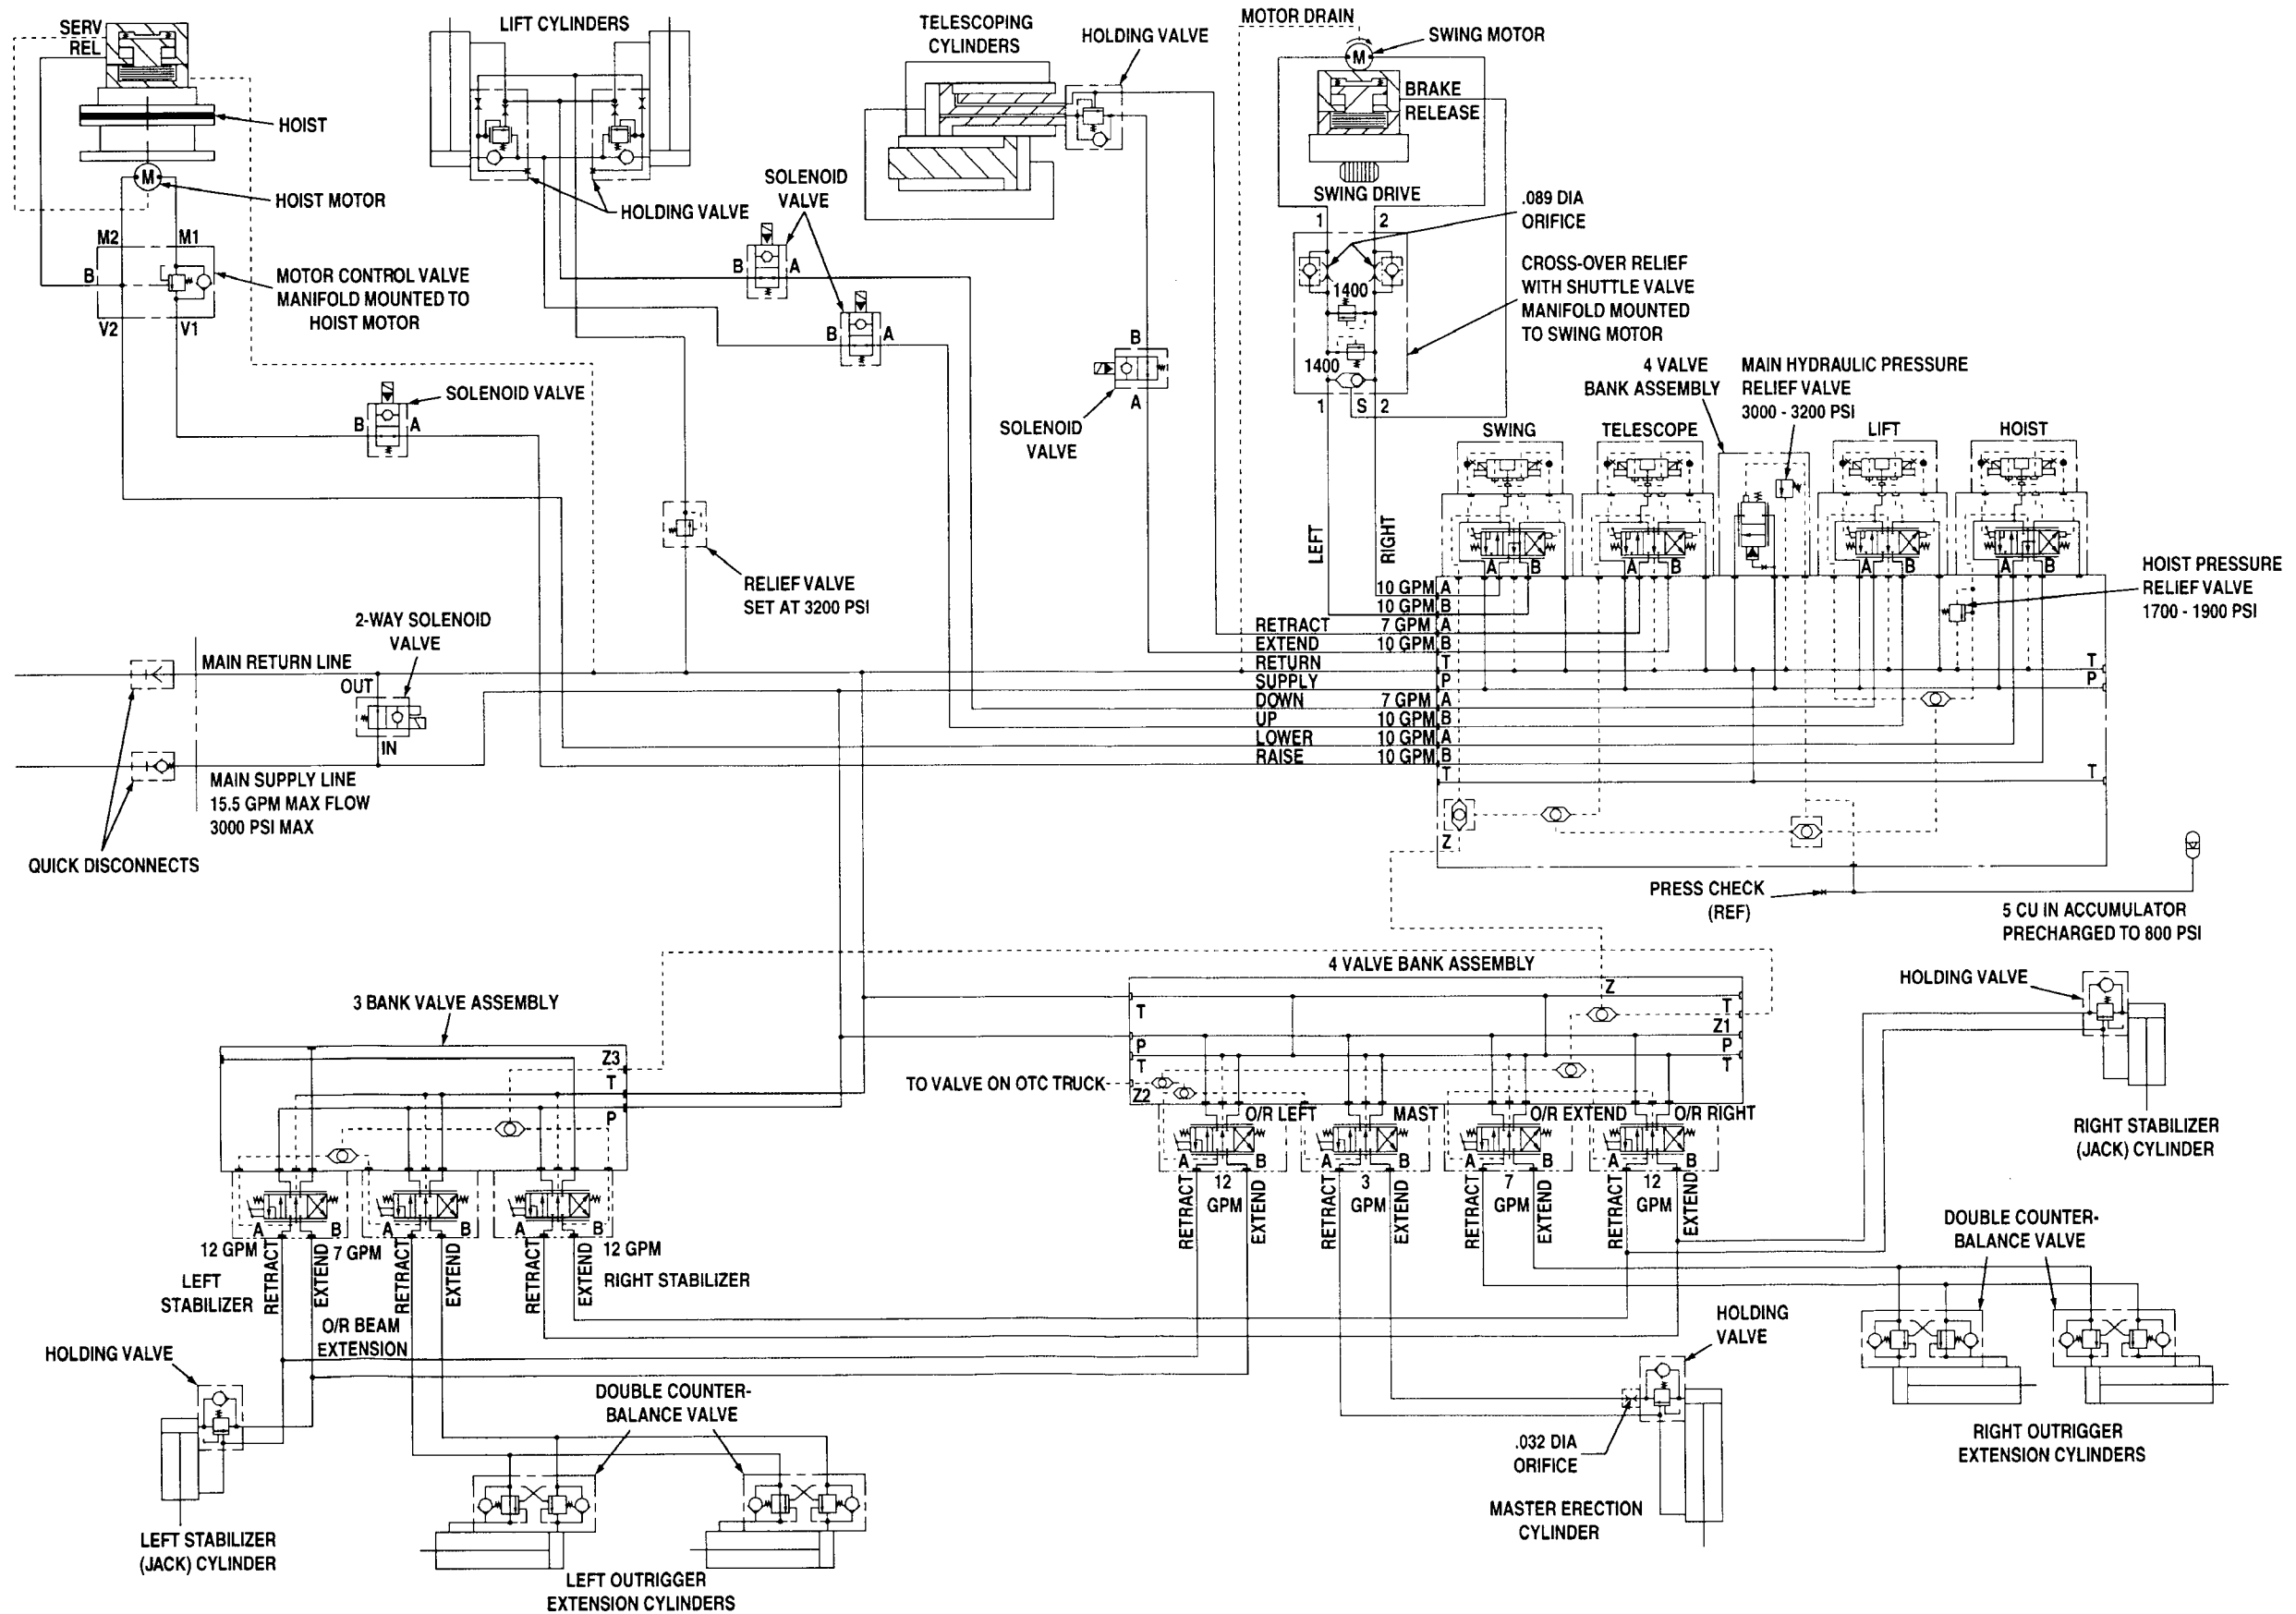 SERV
REL
HOIST
HOIST MOTOR
M
M2
M1
B
V2
V1
MOTOR CONTROL VALVE
MANIFOLD MOUNTED TO
HOIST MOTOR
LIFT CYLINDERS
HOLDING VALVE
SOLENOID
VALVE
B
A
B
A
B
A
SOLENOID VALVE
TELESCOPING
CYLINDERS
HOLDING VALVE
B
A
SOLENOID
VALVE
MOTOR DRAIN
SWING MOTOR
M
BRAKE
RELEASE
SWING DRIVE
1
2
.089 DIA
ORIFICE
CROSS-OVER RELIEF
WITH SHUTTLE VALVE
MANIFOLD MOUNTED
TO SWING MOTOR
1400
1400
1
S
2
4 VALVE
BANK ASSEMBLY
MAIN HYDRAULIC PRESSURE
RELIEF VALVE
3000 - 3200 PSI
SWING
TELESCOPE
LIFT
HOIST
A
B
A
B
A
B
A
B
LEFT
RIGHT
HOIST PRESSURE
RELIEF VALVE
1700 - 1900 PSI
RELIEF VALVE
SET AT 3200 PSI
2-WAY SOLENOID
VALVE
MAIN RETURN LINE
OUT
IN
MAIN SUPPLY LINE
15.5 GPM MAX FLOW
3000 PSI MAX
QUICK DISCONNECTS
10 GPM A
10 GPM B
RETRACT 7 GPM A
EXTEND 10 GPM B
RETURN T
SUPPLY P
DOWN 7 GPM A
UP 10 GPM B
LOWER 10 GPM A
RAISE 10 GPM B
T
T
P
T
Z
PRESS CHECK
(REF)
5 CU IN ACCUMULATOR
PRECHARGED TO 800 PSI
3 BANK VALVE ASSEMBLY
Z3
T
P
A
B
A
B
A
B
12 GPM
7 GPM
12 GPM
RETRACT
EXTEND
RETRACT
EXTEND
RETRACT
EXTEND
LEFT
STABILIZER
RIGHT STABILIZER
O/R BEAM
EXTENSION
HOLDING VALVE
LEFT STABILIZER
(JACK) CYLINDER
DOUBLE COUNTER-
BALANCE VALVE
LEFT OUTRIGGER
EXTENSION CYLINDERS
4 VALVE BANK ASSEMBLY
Z
T
T
Z1
P
P
T
T
TO VALVE ON OTC TRUCK
Z2
O/R LEFT
MAST
O/R EXTEND
O/R RIGHT
A
B
A
B
A
B
A
B
12
GPM
3
GPM
7
GPM
12
GPM
RETRACT
EXTEND
RETRACT
EXTEND
RETRACT
EXTEND
RETRACT
EXTEND
HOLDING VALVE
RIGHT STABILIZER
(JACK) CYLINDER
DOUBLE COUNTER-
BALANCE VALVE
RIGHT OUTRIGGER
EXTENSION CYLINDERS
HOLDING
VALVE
.032 DIA
ORIFICE
MASTER ERECTION
CYLINDER